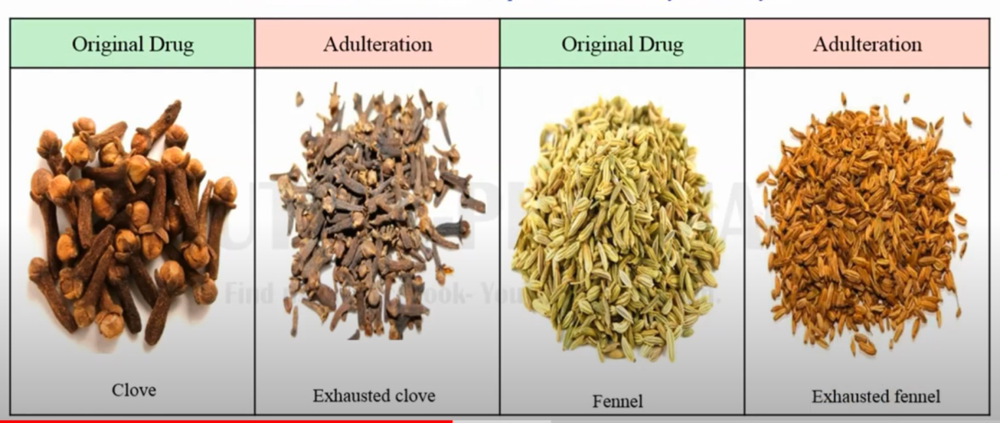 Original Drug
Adulteration
Original Drug
Adulteration
Clove
Exhausted clove
Fennel
Exhausted fennel